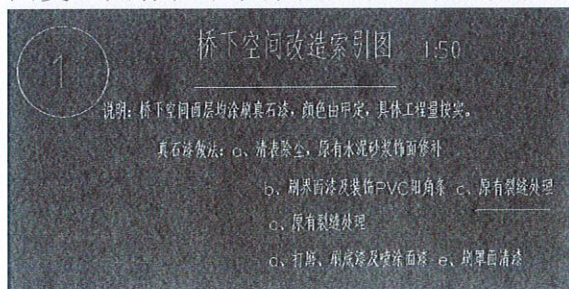 1
桥下空间改造索引图 1:50
说明：桥下空间面层均涂刷真石漆，颜色由甲定，具体工程量按实。
真石漆做法：a、清表除尘，原有水泥砂浆饰面修补
b、刷界面漆及装饰PVC阳角条 c、原有裂缝处理
c、原有裂缝处理
d、打磨、刷底漆及喷涂面漆 e、刷罩面清漆